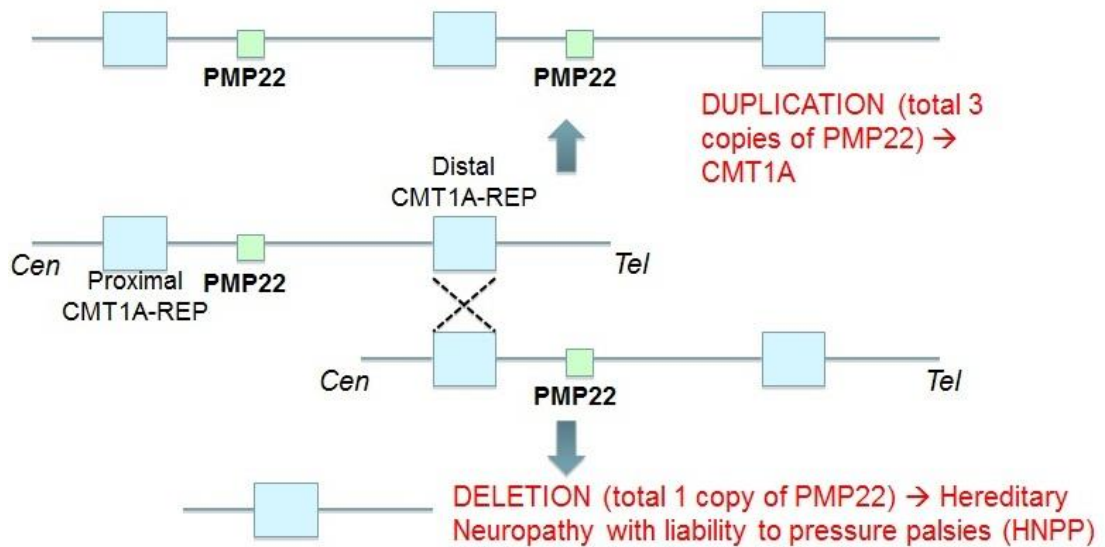 PMP22
PMP22
DUPLICATION (total 3
copies of PMP22) →
CMT1A
Distal
CMT1A-REP
Cen
Proximal
CMT1A-REP
PMP22
Tel
Cen
PMP22
Tel
DELETION (total 1 copy of PMP22) → Hereditary
Neuropathy with liability to pressure palsies (HNPP)